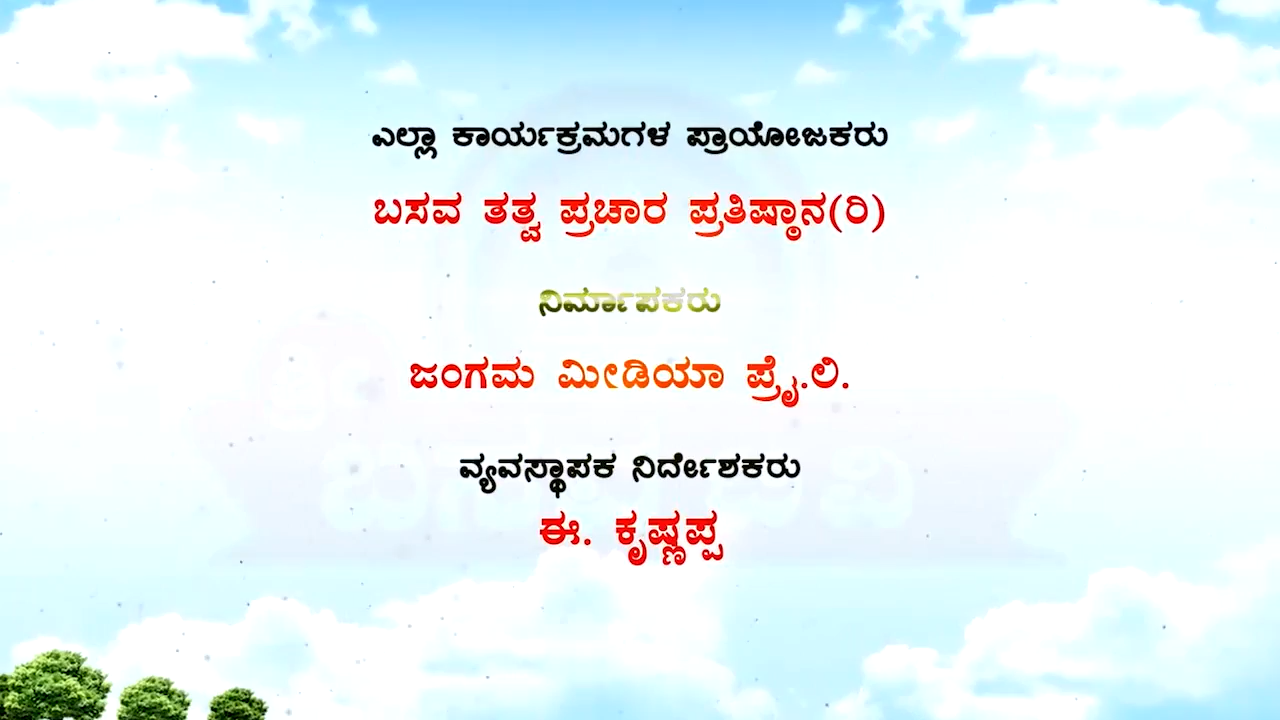 ಎಲ್ಲಾ ಕಾರ್ಯಕ್ರಮಗಳ ಪ್ರಾಯೋಜಕರು
ಬಸವ ತತ್ವ ಪ್ರಚಾರ ಪ್ರತಿಷ್ಠಾನ(ರಿ)
ನಿರ್ಮಾಪಕರು
ಜಂಗಮ ಮೀಡಿಯಾ ಪ್ರೈ.ಲಿ.
ವ್ಯವಸ್ಥಾಪಕ ನಿರ್ದೇಶಕರು
ಈ. ಕೃಷ್ಣಪ್ಪ